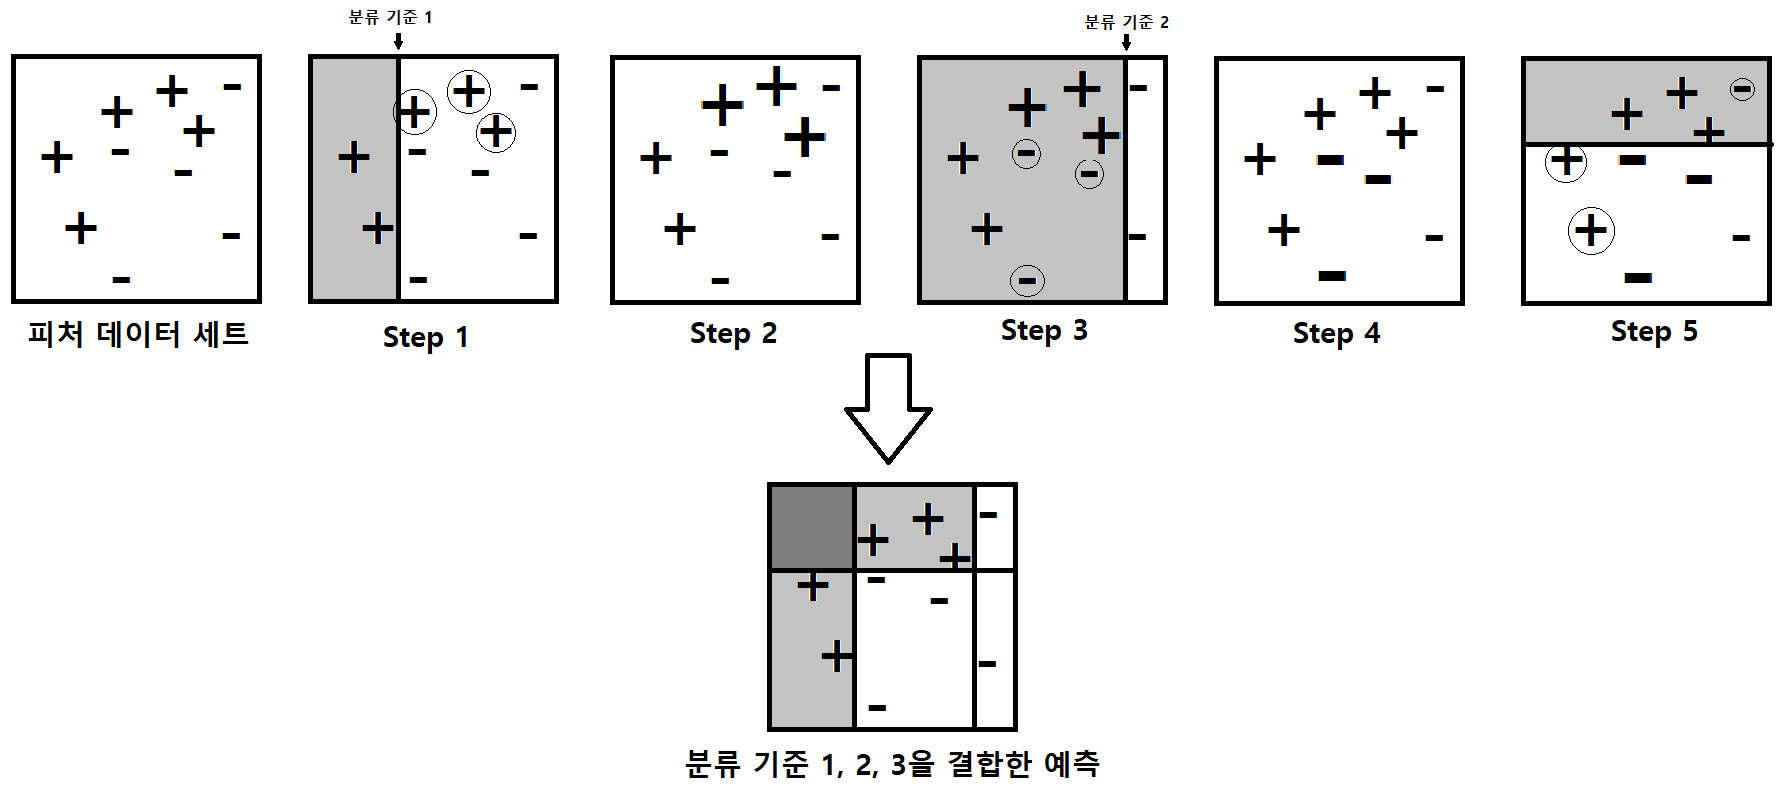 분류 기준 1
분류 기준 2
피처 데이터 세트
Step 1
Step 2
Step 3
Step 4
Step 5
분류 기준 1, 2, 3을 결합한 예측